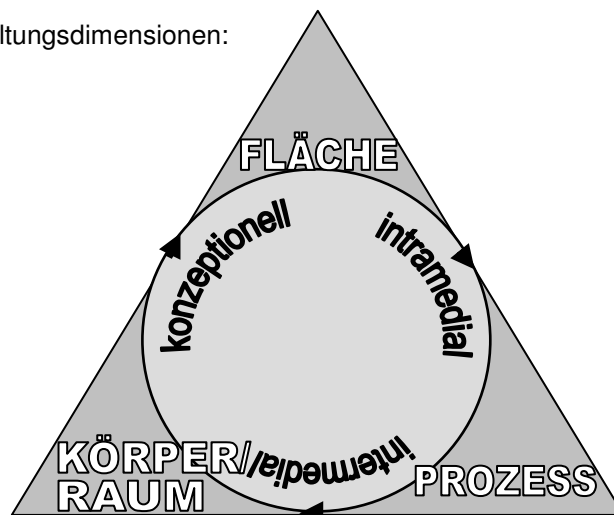 ltungsdimensionen:
FLÄCHE
konzeptionell
intramedial
intermedial
KÖRPER/
RAUM
PROZESS